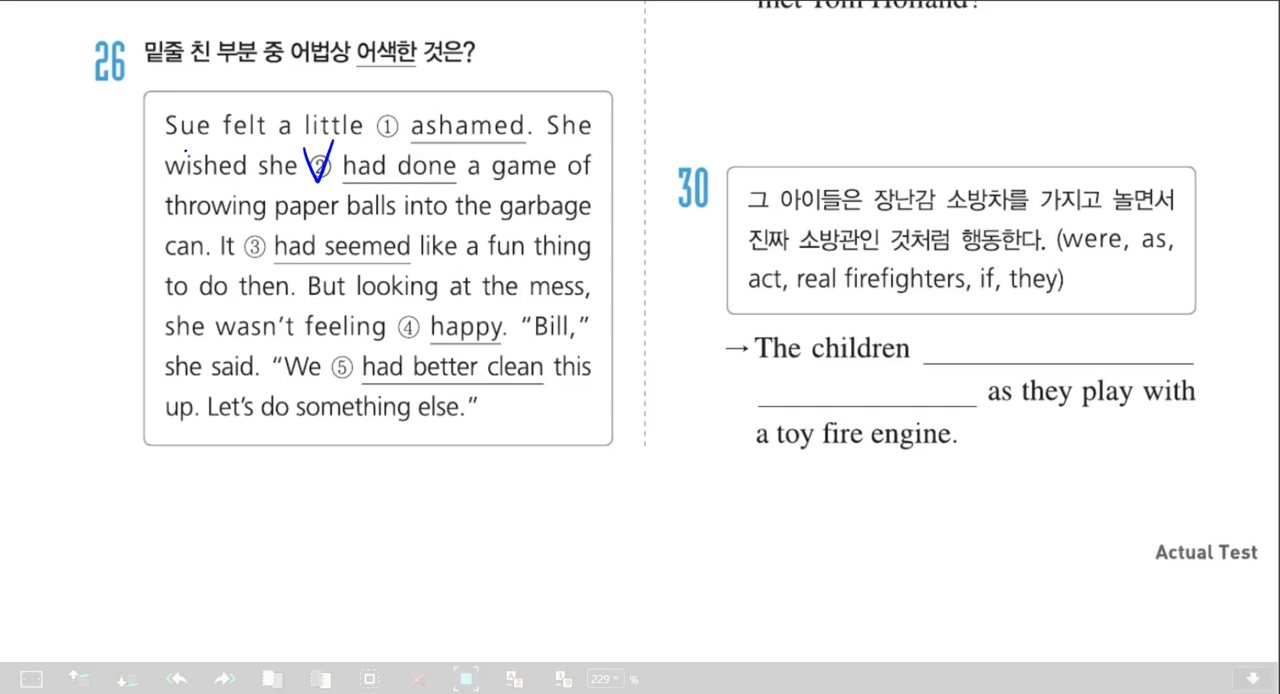 26 밑줄 친 부분 중 어법상 어색한 것은?
Sue felt a little ① ashamed. She
wished she ② had done a game of
throwing paper balls into the garbage
can. It ③ had seemed like a fun thing
to do then. But looking at the mess,
she wasn't feeling ④ happy. "Bill,"
she said. "We ⑤ had better clean this
up. Let's do something else."
met Tom Holland?
30 그 아이들은 장난감 소방차를 가지고 놀면서
진짜 소방관인 것처럼 행동한다. (were, as,
act, real firefighters, if, they)
→ The children
as they play with
a toy fire engine.
Actual Test
229 %